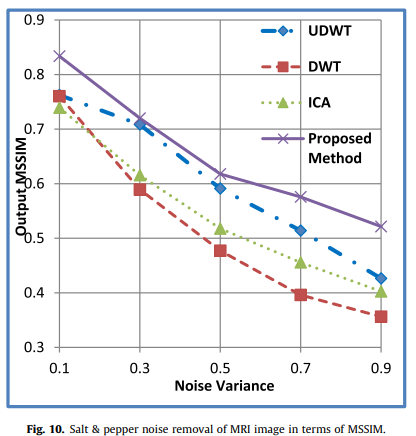 0.9
0.8
0.7
0.6
0.5
0.4
0.3
Output MSSIM
UDWT
DWT
ICA
Proposed
Method
0.1 0.3 0.5 0.7 0.9
Noise Variance
Fig. 10. Salt & pepper noise removal of MRI image in terms of MSSIM.